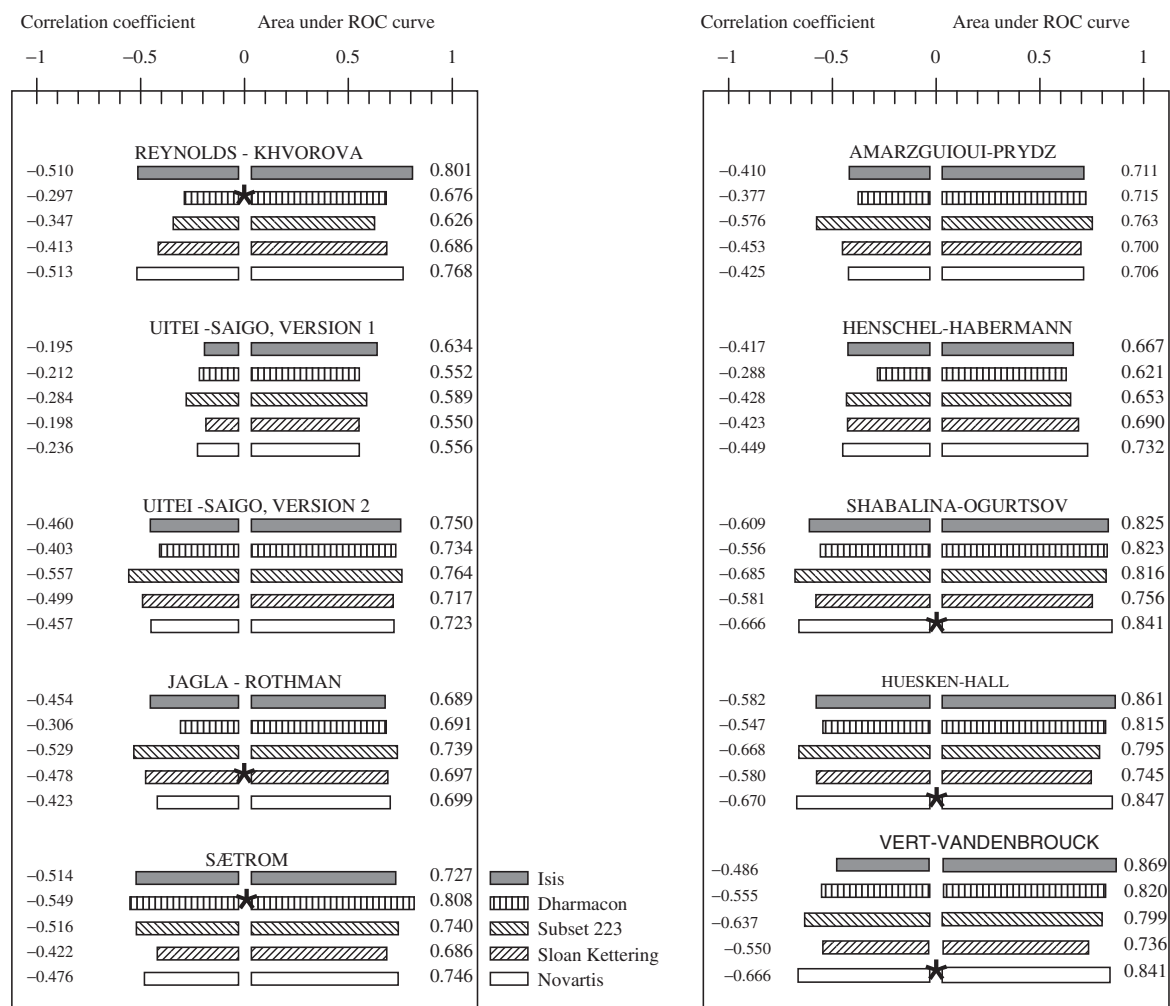 Correlation coefficient Area under ROC curve
−1 −0.5 0 0.5 1
REYNOLDS - KHVOROVA
−0.510 0.801
−0.297 0.676
−0.347 0.626
−0.413 0.686
−0.513 0.768
UITEI -SAIGO, VERSION 1
−0.195 0.634
−0.212 0.552
−0.284 0.589
−0.198 0.550
−0.236 0.556
UITEI -SAIGO, VERSION 2
−0.460 0.750
−0.403 0.734
−0.557 0.764
−0.499 0.717
−0.457 0.723
JAGLA - ROTHMAN
−0.454 0.689
−0.306 0.691
−0.529 0.739
−0.478 0.697
−0.423 0.699
SÆTROM
−0.514 0.727
−0.549 0.808
−0.516 0.740
−0.422 0.686
−0.476 0.746
Isis
Dharmacon
Subset 223
Sloan Kettering
Novartis
Correlation coefficient Area under ROC curve
−1 −0.5 0 0.5 1
AMARZGUIOUI-PRYDZ
−0.410 0.711
−0.377 0.715
−0.576 0.763
−0.453 0.700
−0.425 0.706
HENSCHEL-HABERMANN
−0.417 0.667
−0.288 0.621
−0.428 0.653
−0.423 0.690
−0.449 0.732
SHABALINA-OGURTSOV
−0.609 0.825
−0.556 0.823
−0.685 0.816
−0.581 0.756
−0.666 0.841
HUESKEN-HALL
−0.582 0.861
−0.547 0.815
−0.668 0.795
−0.580 0.745
−0.670 0.847
VERT-VANDENBROUCK
−0.486 0.869
−0.555 0.820
−0.637 0.799
−0.550 0.736
−0.666 0.841